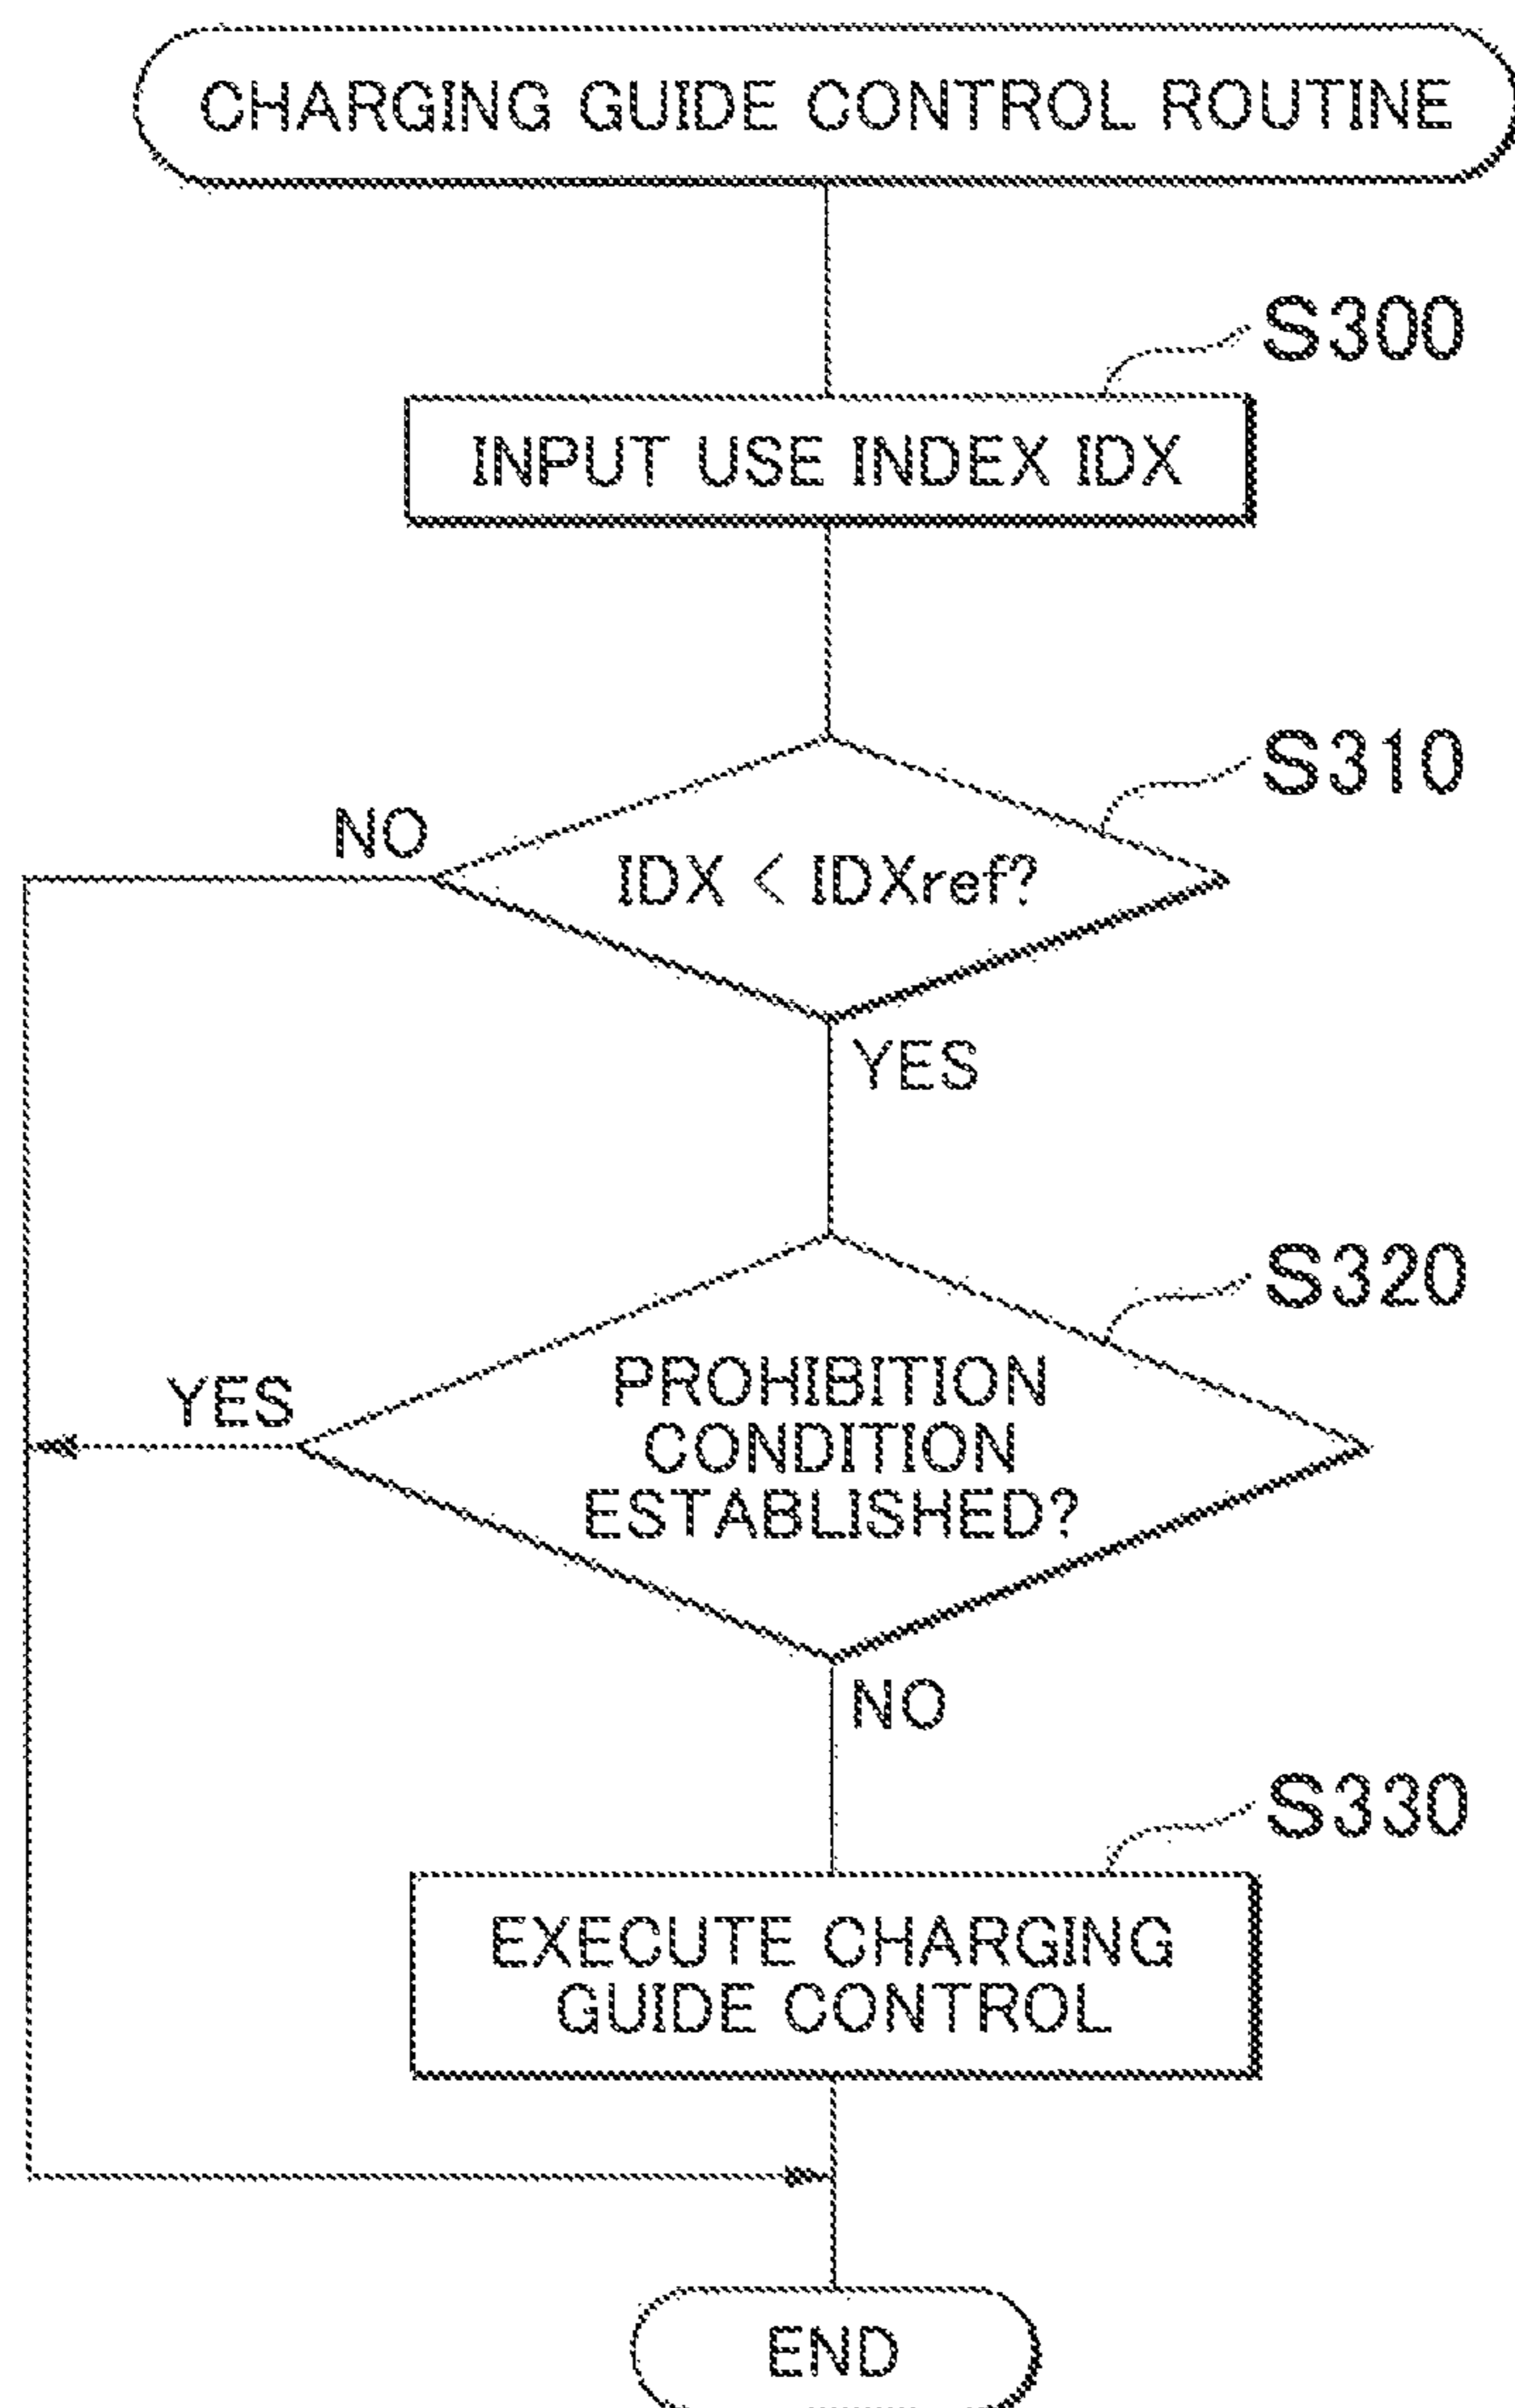 CHARGING GUIDE CONTROL ROUTINE
S300
INPUT USE INDEX IDX
S310
NO
IDX < IDXref?
YES
S320
YES
PROHIBITION
CONDITION
ESTABLISHED?
NO
S330
EXECUTE CHARGING
GUIDE CONTROL
END